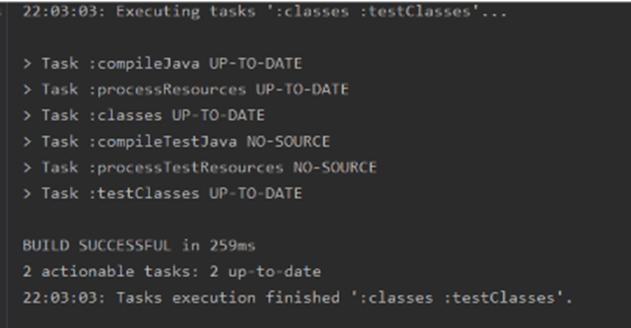 22:03:03: Executing tasks ':classes :testClasses'...
> Task :compileJava UP-TO-DATE
> Task :processResources UP-TO-DATE
> Task :classes UP-TO-DATE
> Task :compileTestJava NO-SOURCE
> Task :processTestResources NO-SOURCE
> Task :testClasses UP-TO-DATE
BUILD SUCCESSFUL in 259ms
2 actionable tasks: 2 up-to-date
22:03:03: Tasks execution finished ':classes :testClasses'.